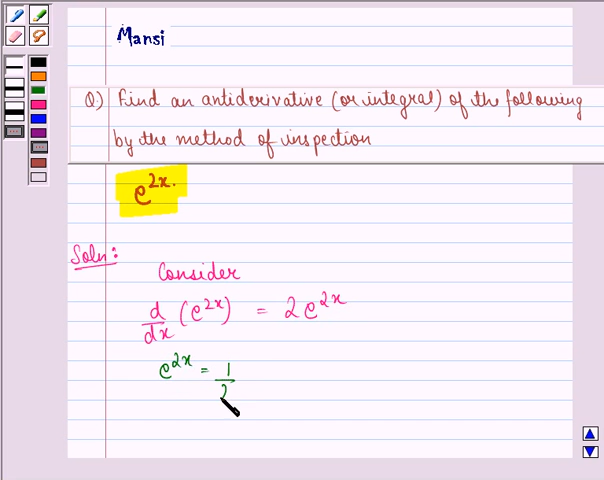 Mansi
Q) Find an antiderivative (or integral) of the following
by the method of inspection
e^2x.
Soln:
Consider
d/dx (e^2x) = 2e^2x
e^2x = 1/2